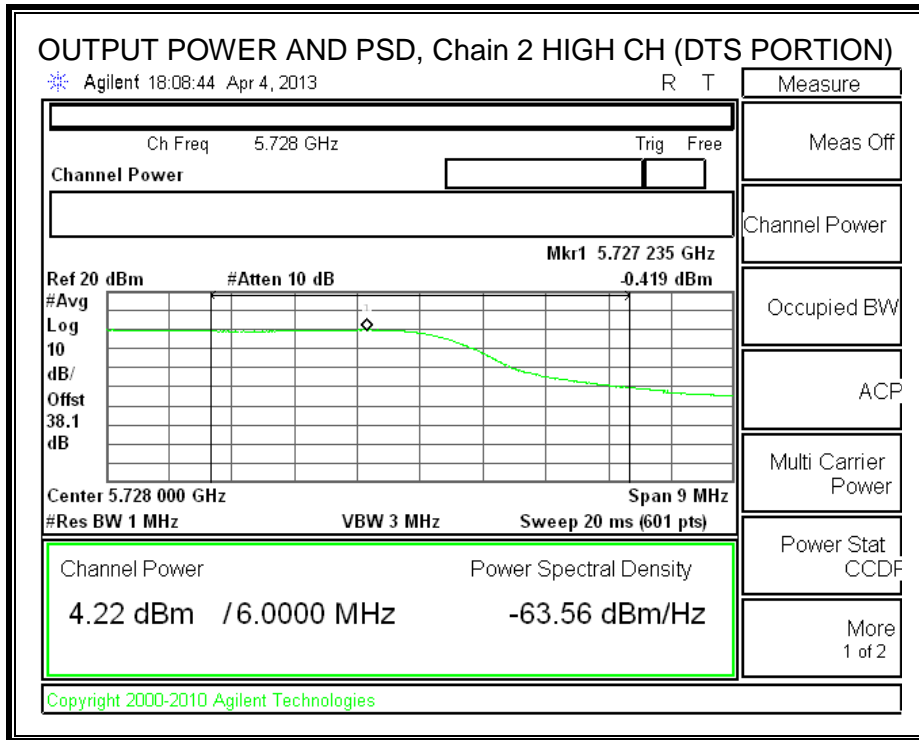 OUTPUT POWER AND PSD, Chain 2 HIGH CH (DTS PORTION)
Agilent 18:08:44 Apr 4, 2013 R T
Measure
Ch Freq 5.728 GHz Trig Free
Channel Power
Mkr1 5.727 235 GHz
Ref 20 dBm #Atten 10 dB -0.419 dBm
#Avg
Log
10
dB/
Offst
38.1
dB
1
Center 5.728 000 GHz Span 9 MHz
#Res BW 1 MHz VBW 3 MHz Sweep 20 ms (601 pts)
Channel Power Power Spectral Density
4.22 dBm / 6.0000 MHz -63.56 dBm/Hz
Meas Off
Channel Power
Occupied BW
ACP
Multi Carrier
Power
Power Stat
CCDF
More
1 of 2
Copyright 2000-2010 Agilent Technologies